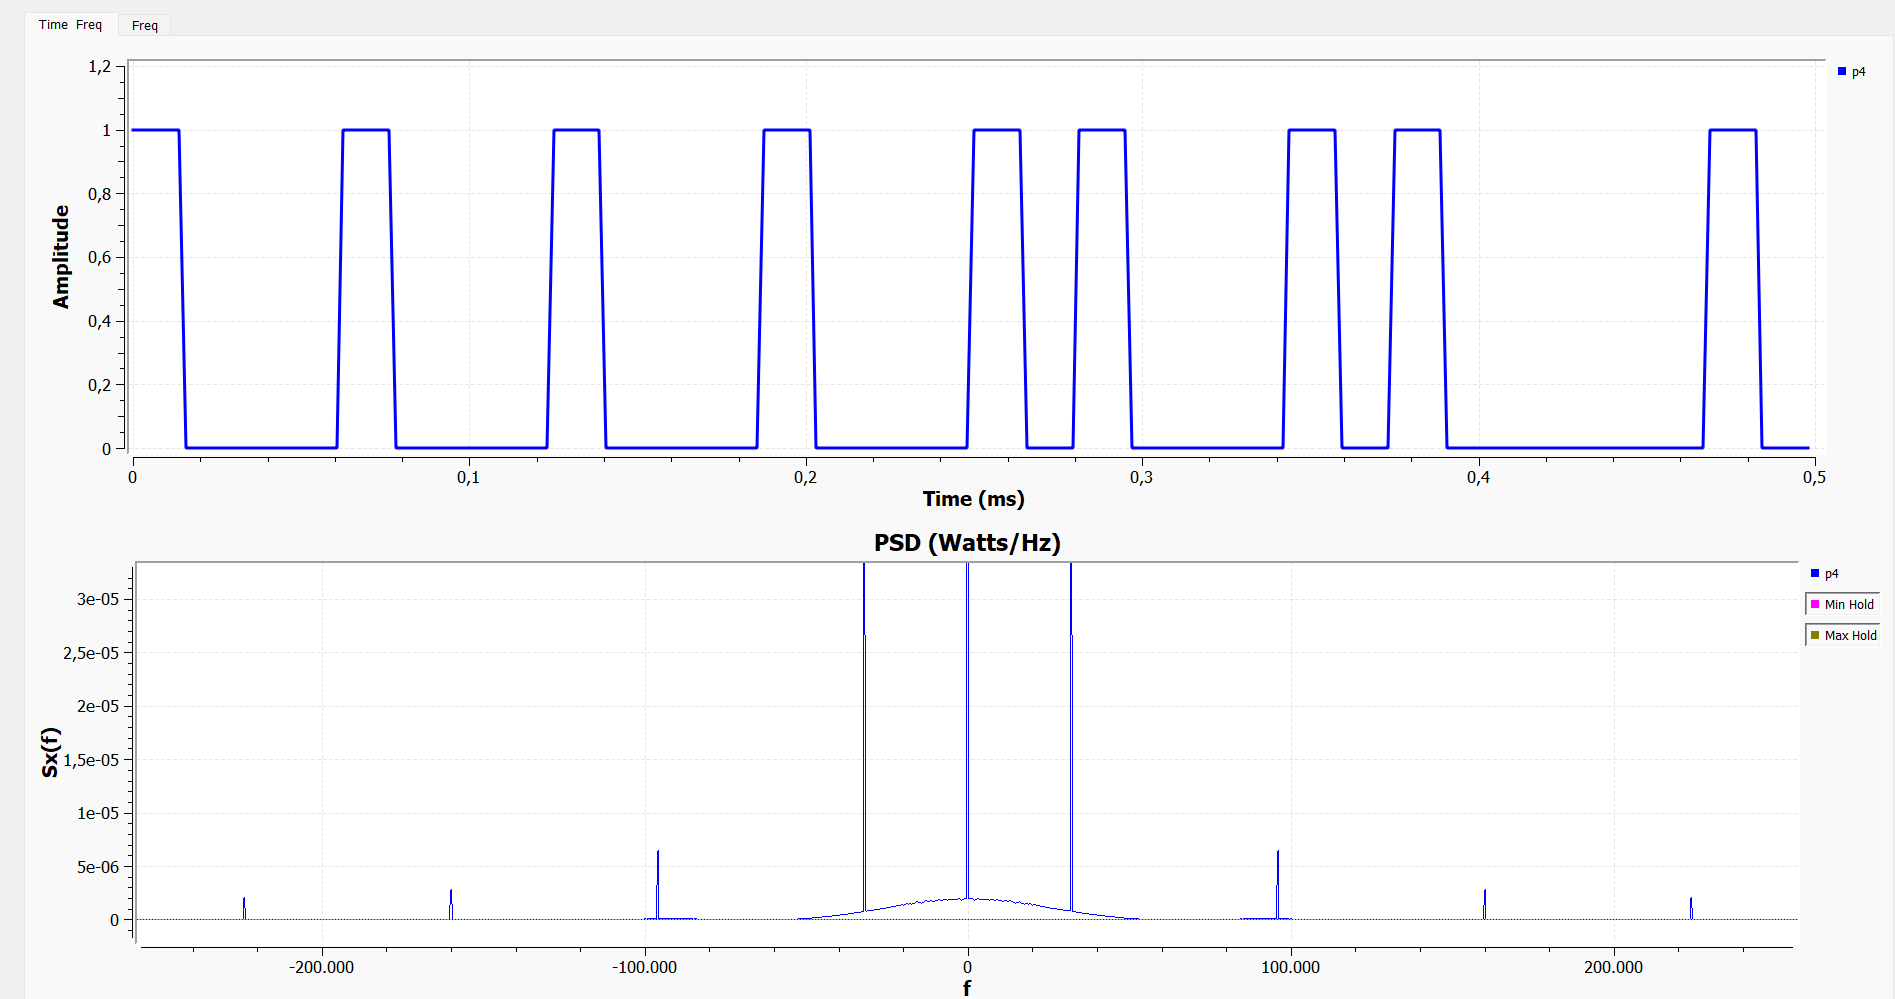 Time Freq
Freq
1,2
1
0,8
0,6
0,4
0,2
0
Amplitude
p4
0 0,1 0,2 0,3 0,4 0,5
Time (ms)
PSD (Watts/Hz)
3e-05
2,5e-05
2e-05
1,5e-05
1e-05
5e-06
0
Sx(f)
p4
Min Hold
Max Hold
-200.000 -100.000 0 100.000 200.000
f